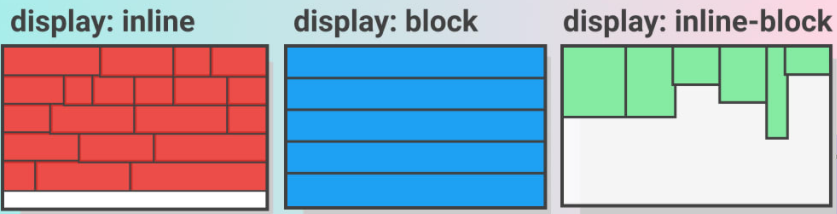 display: inline
display: block
display: inline-block